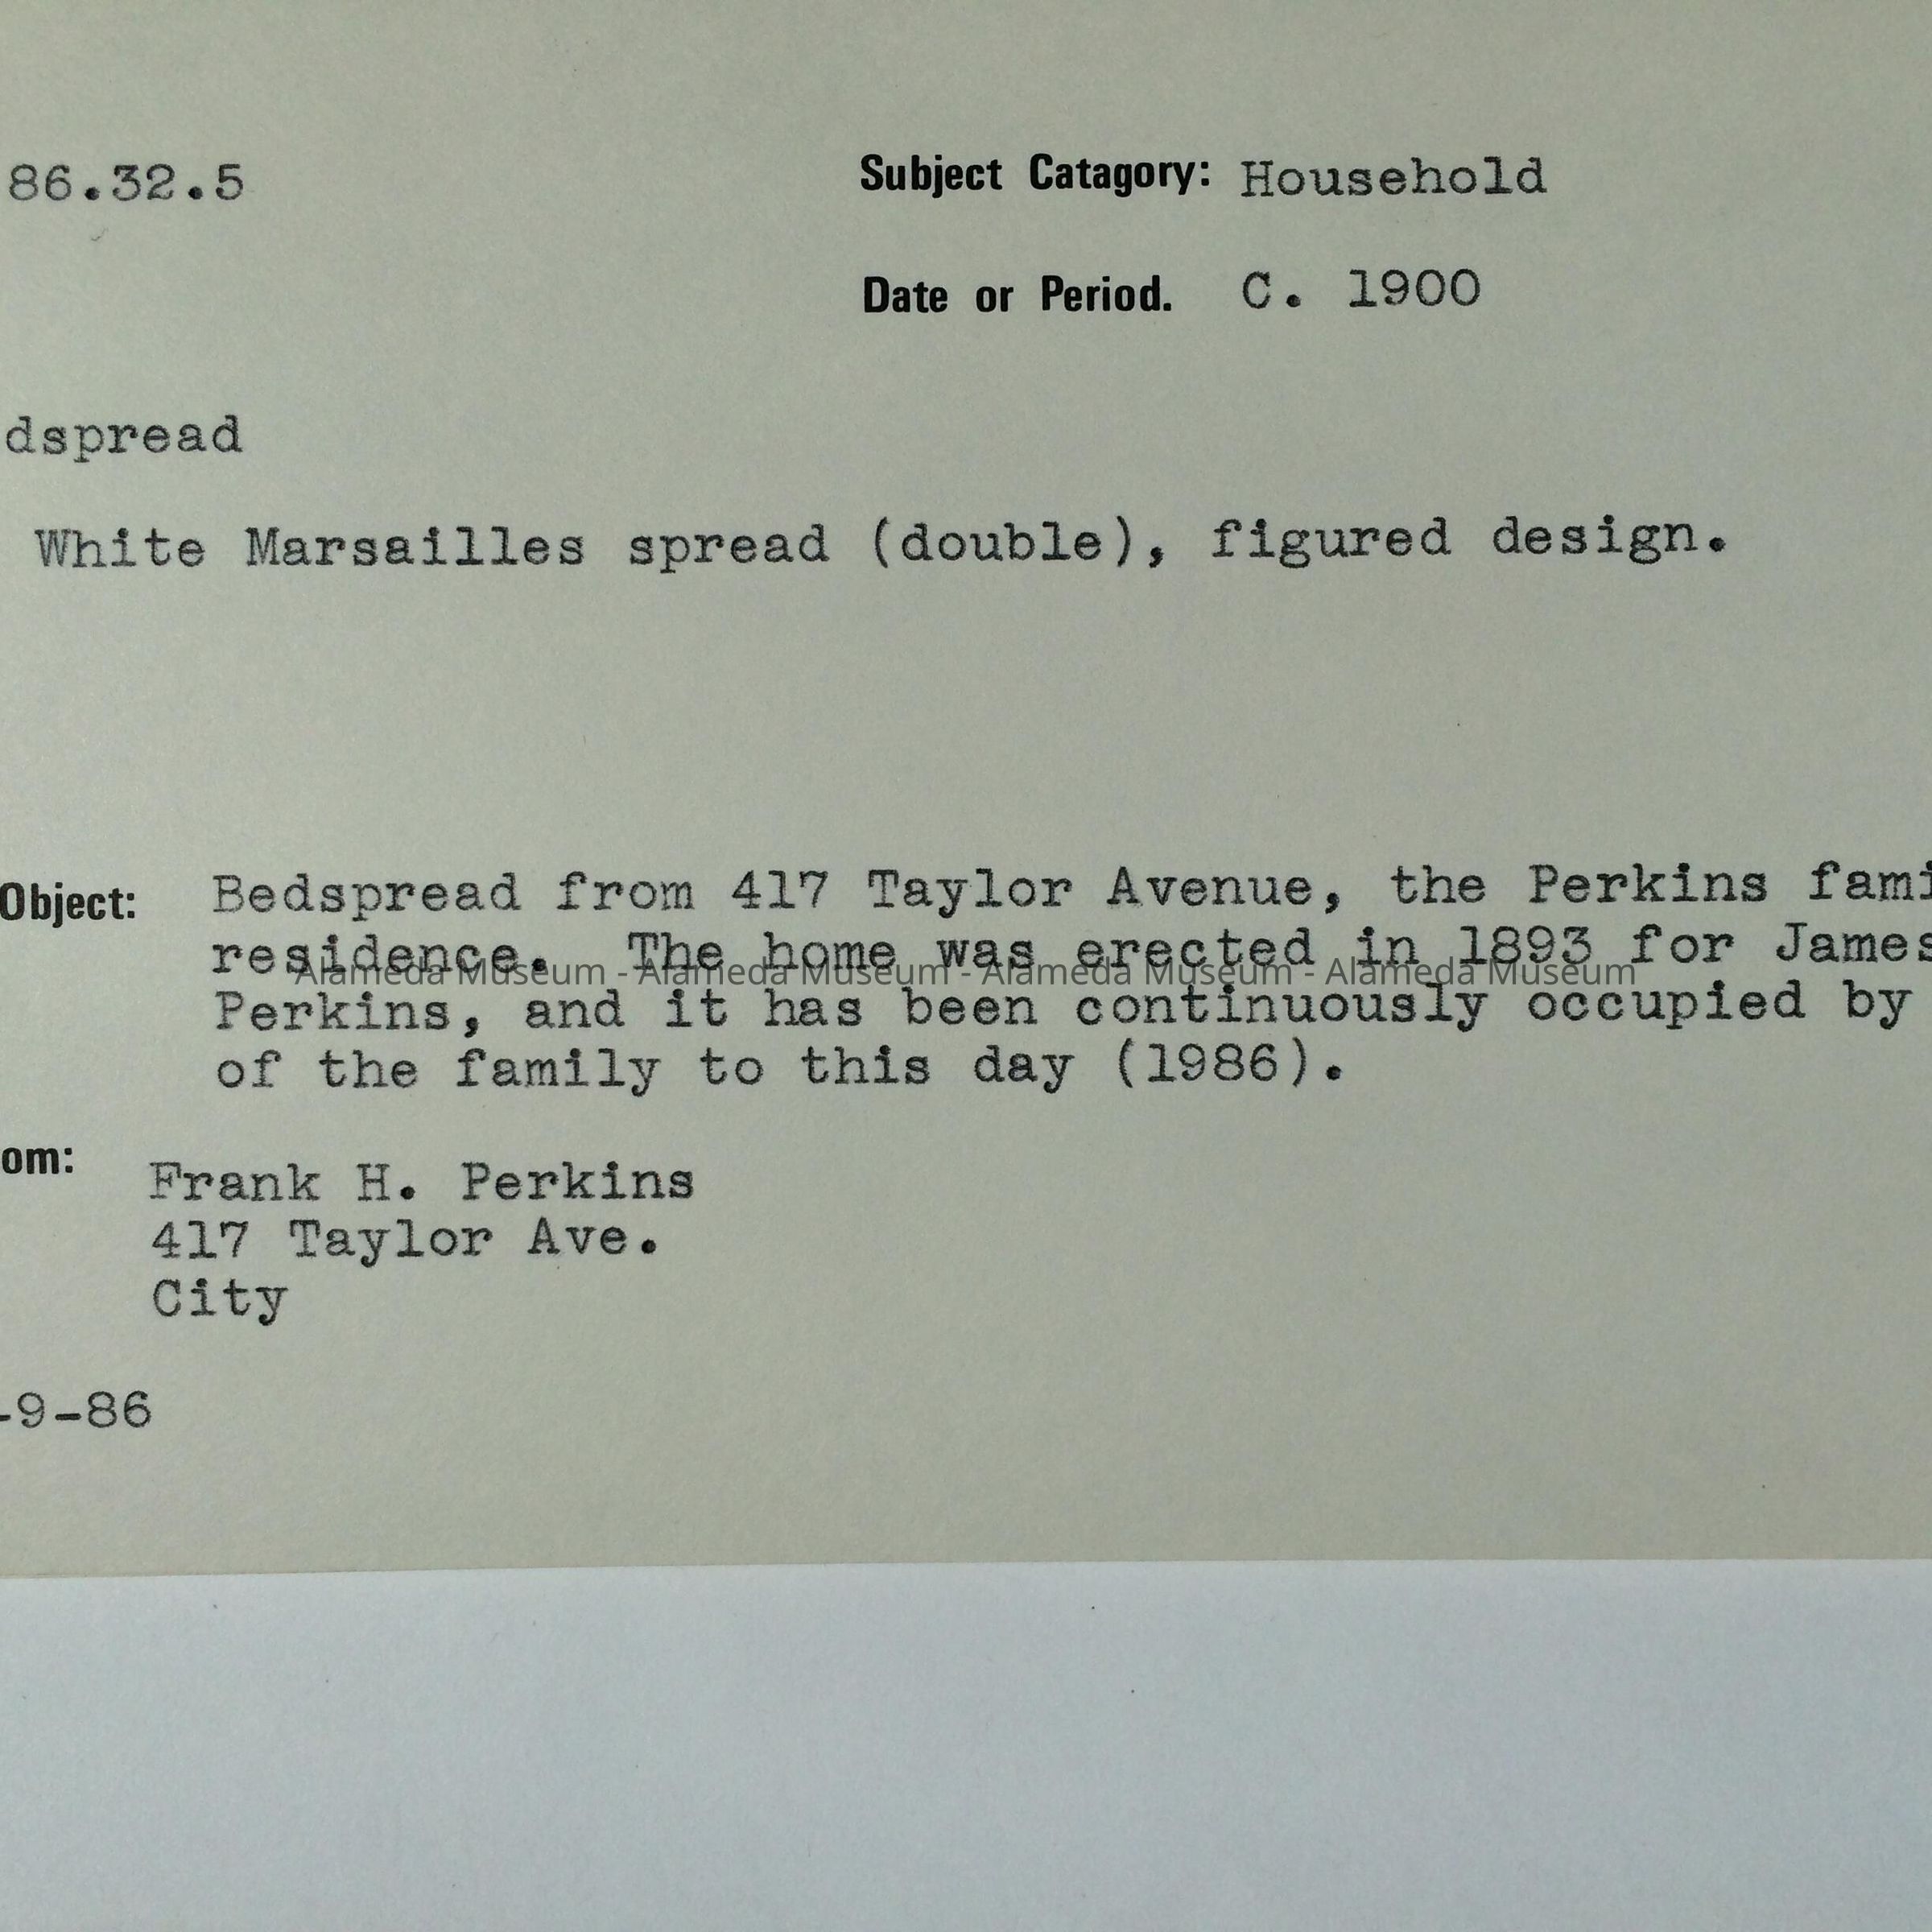 86.32.5 Subject Catagory: Household
Date or Period. C. 1900
dspread
White Marsailles spread (double), figured design.
Object: Bedspread from 417 Taylor Avenue, the Perkins fami
residence. The home was erected in 1893 for James
Alameda Museum - Alameda Museum - Alameda Museum - Alameda Museum
Perkins, and it has been continuously occupied by
of the family to this day (1986).
om: Frank H. Perkins
417 Taylor Ave.
City
-9-86